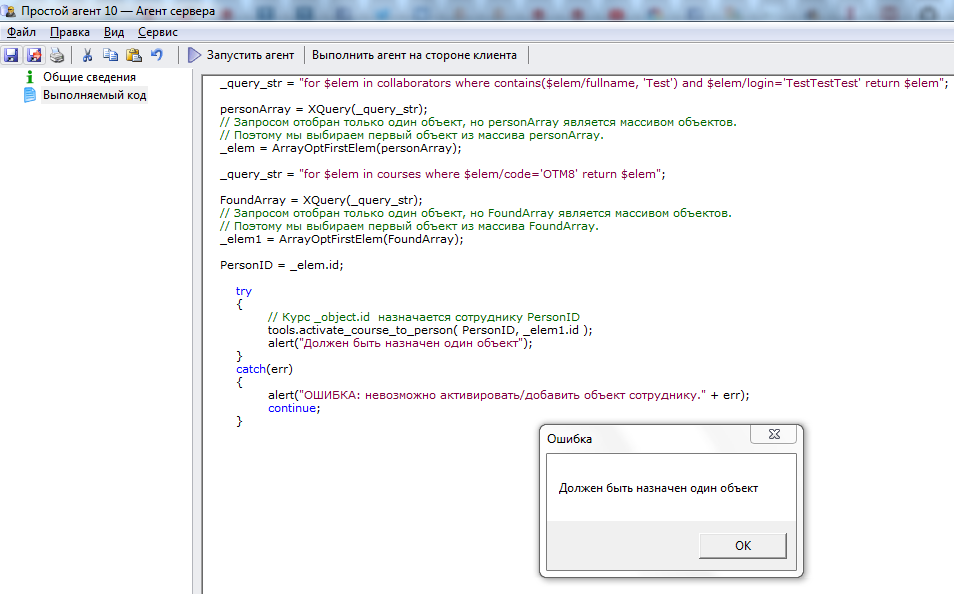 Простой агент 10 — Агент сервера
Файл Правка Вид Сервис
Запустить агент Выполнить агент на стороне клиента
Общие сведения
Выполняемый код
_query_str = "for $elem in collaborators where contains($elem/fullname, 'Test') and $elem/login='TestTestTest' return $elem";
personArray = XQuery(_query_str);
// Запросом отобран только один объект, но personArray является массивом объектов.
// Поэтому мы выбираем первый объект из массива personArray.
_elem = ArrayOptFirstElem(personArray);
_query_str = "for $elem in courses where $elem/code='OTM8' return $elem";
FoundArray = XQuery(_query_str);
// Запросом отобран только один объект, но FoundArray является массивом объектов.
// Поэтому мы выбираем первый объект из массива FoundArray.
_elem1 = ArrayOptFirstElem(FoundArray);
PersonID = _elem.id;
try
{
// Курс _object.id  назначается сотруднику PersonID
tools.activate_course_to_person( PersonID, _elem1.id );
alert("Должен быть назначен один объект");
}
catch(err)
{
alert("ОШИБКА: невозможно активировать/добавить объект сотруднику." + err);
continue;
}
Ошибка
Должен быть назначен один объект
OK